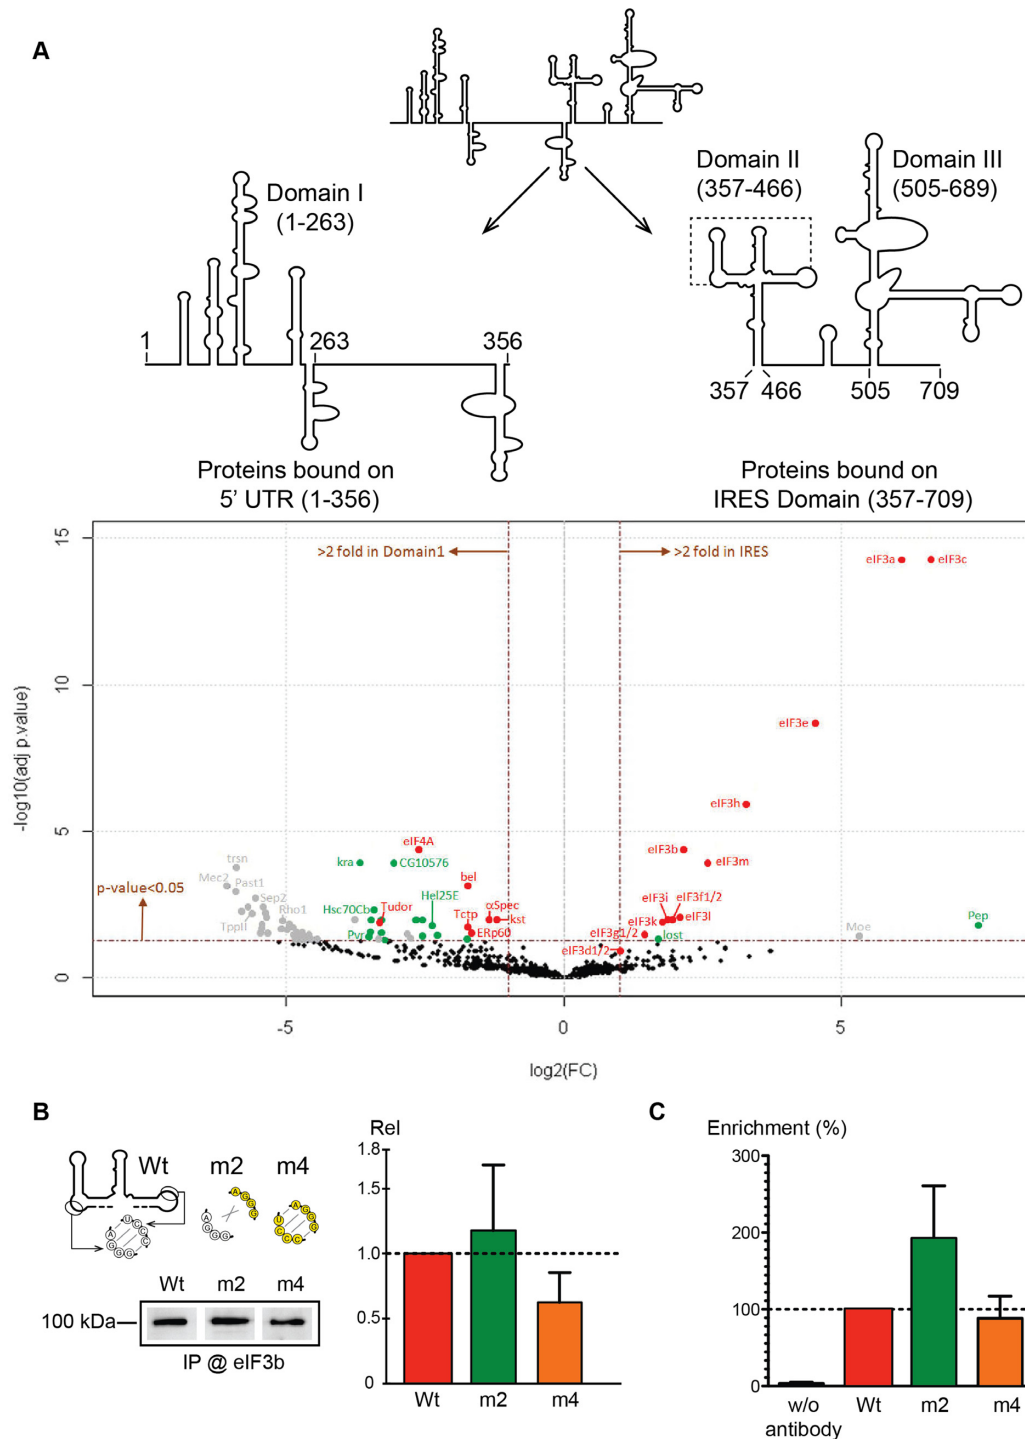 A
Domain I
(1-263)
Domain II
(357-466)
Domain III
(505-689)
1
263
356
357
466
505
709
Proteins bound on
5' UTR (1-356)
Proteins bound on
IRES Domain (357-709)
>2 fold in Domain1
>2 fold in IRES
15
10
5
0
-log10(adj p.value)
p-value<0.05
eIF3a
eIF3c
eIF3e
eIF3h
eIF3b
eIF3m
eIF3i
eIF3f1/2
eIF3k
eIF3l
eIF3g1/2
eIF3d1/2
lost
Moe
Pep
trsn
Mec2
Past1
Sep2
TppII
Rho1
kra
eIF4A
CG10576
bel
Hsc70Cb
Tudor
Hel25E
Tctp
αSpec
kst
Pvr
ERp60
-5
0
5
log2(FC)
B
Wt
m2
m4
U C C C
A G G G
A G G G
A G G G
A G G G
U C C C
Wt m2 m4
100 kDa
IP @ eIF3b
Rel
1.8
1.0
0.5
0
Wt m2 m4
C
Enrichment (%)
300
200
100
0
w/o
antibody
Wt
m2
m4